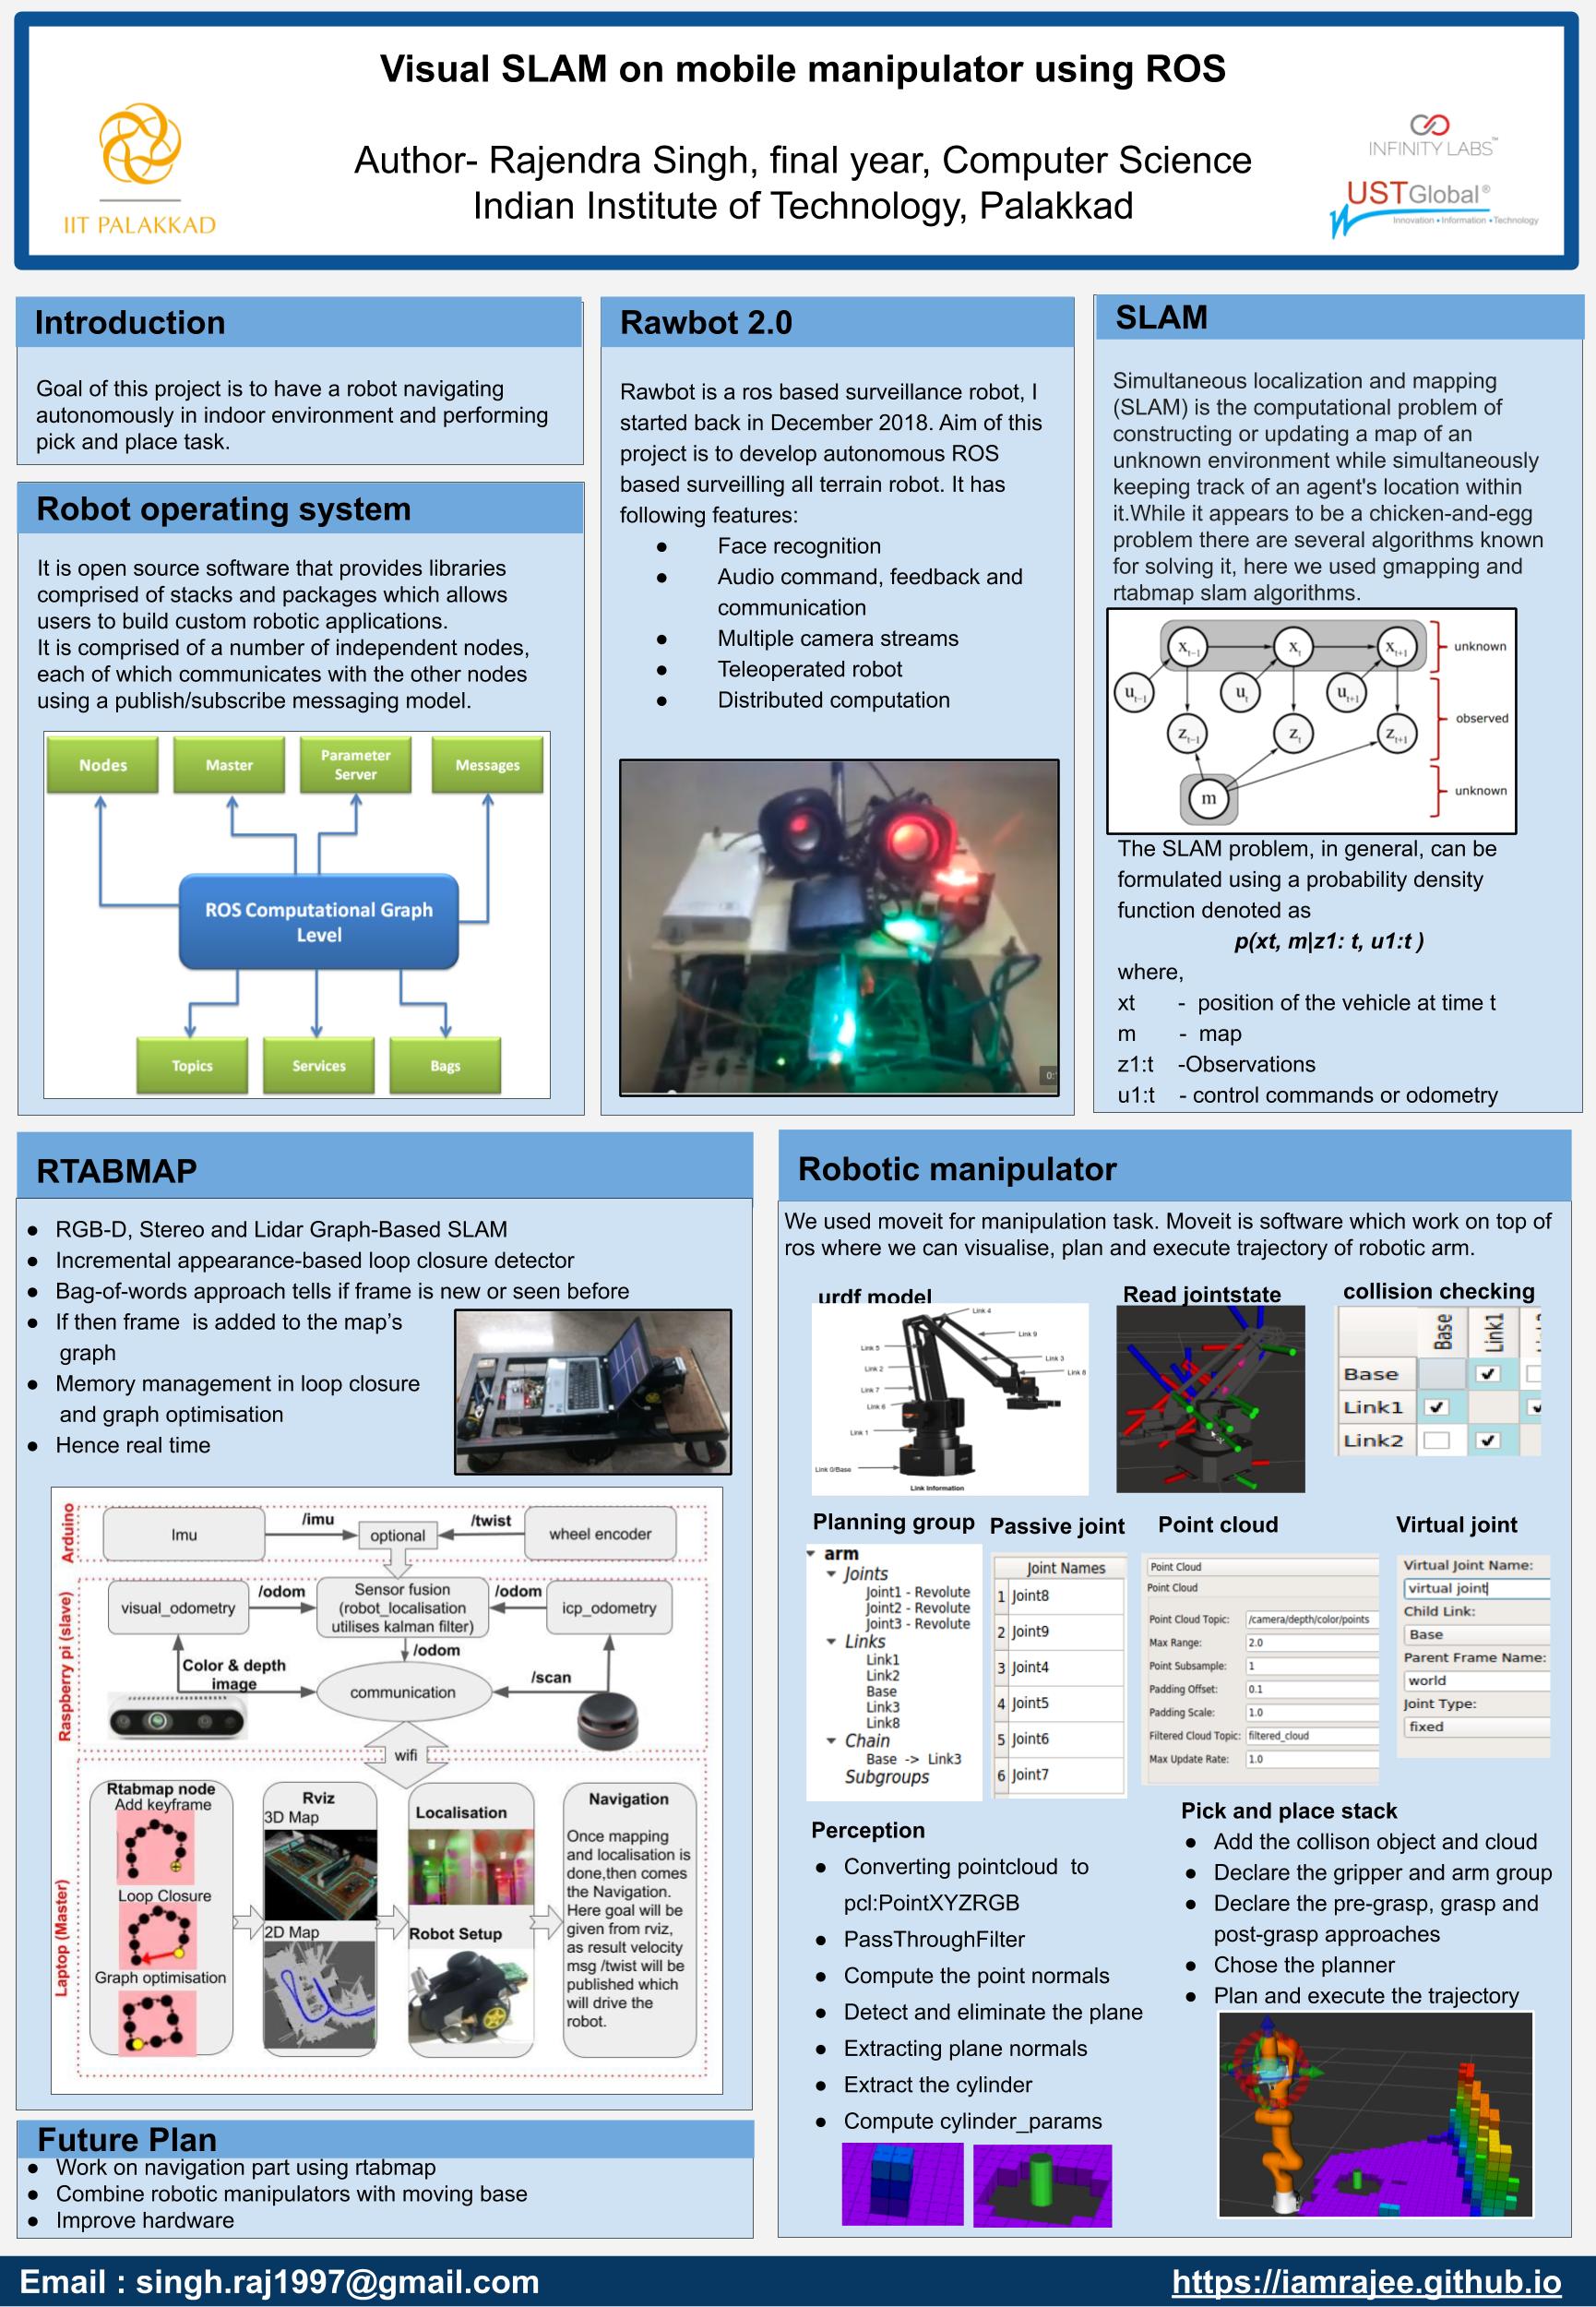 Visual SLAM on mobile manipulator using ROS
Author- Rajendra Singh, final year, Computer Science
Indian Institute of Technology, Palakkad
IIT PALAKKAD
INFINITY LABS™
USTGlobal®
Innovation • Information • Technology
Introduction
Goal of this project is to have a robot navigating
autonomously in indoor environment and performing
pick and place task.
Robot operating system
It is open source software that provides libraries
comprised of stacks and packages which allows
users to build custom robotic applications.
It is comprised of a number of independent nodes,
each of which communicates with the other nodes
using a publish/subscribe messaging model.
Nodes
Master
Parameter
Server
Messages
ROS Computational Graph
Level
Topics
Services
Bags
Rawbot 2.0
Rawbot is a ros based surveillance robot, I
started back in December 2018. Aim of this
project is to develop autonomous ROS
based surveilling all terrain robot. It has
following features:
● Face recognition
● Audio command, feedback and
communication
● Multiple camera streams
● Teleoperated robot
● Distributed computation
0:
SLAM
Simultaneous localization and mapping
(SLAM) is the computational problem of
constructing or updating a map of an
unknown environment while simultaneously
keeping track of an agent's location within
it.While it appears to be a chicken-and-egg
problem there are several algorithms known
for solving it, here we used gmapping and
rtabmap slam algorithms.
x t-1 x t x t+1 unknown
u t-1 u t u t+1
observed
z t-1 z t z t+1
m unknown
The SLAM problem, in general, can be
formulated using a probability density
function denoted as
p(xt, m|z1: t, u1:t )
where,
xt - position of the vehicle at time t
m - map
z1:t -Observations
u1:t - control commands or odometry
RTABMAP
● RGB-D, Stereo and Lidar Graph-Based SLAM
● Incremental appearance-based loop closure detector
● Bag-of-words approach tells if frame is new or seen before
● If then frame is added to the map's
graph
● Memory management in loop closure
and graph optimisation
● Hence real time
Arduino
Imu
/imu
optional
/twist
wheel encoder
Raspberry pi (slave)
visual_odometry
/odom
Sensor fusion
(robot_localisation
utilises kalman filter)
/odom
icp_odometry
/odom
Color & depth
image
communication
/scan
wifi
Laptop (Master)
Rtabmap node
Add keyframe
Loop Closure
Graph optimisation
Rviz
3D Map
2D Map
Localisation
Robot Setup
Navigation
Once mapping
and localisation is
done,then comes
the Navigation.
Here goal will be
given from rviz,
as result velocity
msg /twist will be
published which
will drive the
robot.
Future Plan
● Work on navigation part using rtabmap
● Combine robotic manipulators with moving base
● Improve hardware
Robotic manipulator
We used moveit for manipulation task. Moveit is software which work on top of
ros where we can visualise, plan and execute trajectory of robotic arm.
urdf model
Link 4
Link 9
Link 5
Link 3
Link 2
Link 8
Link 7
Link 6
Link 1
Link 0/Base
Link Information
Read jointstate
collision checking
Base Link1
Base
Link1
Link2
Planning group
arm
Joints
Joint1 - Revolute
Joint2 - Revolute
Joint3 - Revolute
Links
Link1
Link2
Base
Link3
Link8
Chain
Base -> Link3
Subgroups
Passive joint
Joint Names
1 Joint8
2 Joint9
3 Joint4
4 Joint5
5 Joint6
6 Joint7
Point cloud
Point Cloud
Point Cloud
Point Cloud Topic: /camera/depth/color/points
Max Range: 2.0
Point Subsample: 1
Padding Offset: 0.1
Padding Scale: 1.0
Filtered Cloud Topic: filtered_cloud
Max Update Rate: 1.0
Virtual joint
Virtual Joint Name:
virtual joint
Child Link:
Base
Parent Frame Name:
world
Joint Type:
fixed
Perception
● Converting pointcloud to
pcl:PointXYZRGB
● PassThroughFilter
● Compute the point normals
● Detect and eliminate the plane
● Extracting plane normals
● Extract the cylinder
● Compute cylinder_params
Pick and place stack
● Add the collison object and cloud
● Declare the gripper and arm group
● Declare the pre-grasp, grasp and
post-grasp approaches
● Chose the planner
● Plan and execute the trajectory
Email : singh.raj1997@gmail.com
https://iamrajee.github.io